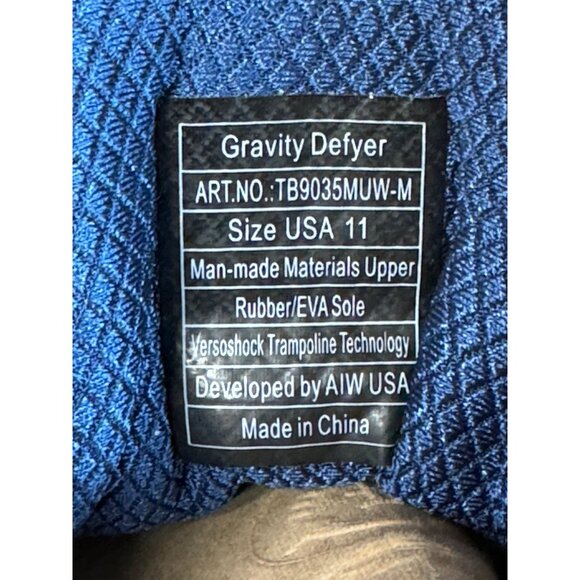 Gravity Defyer
ART.NO.:TB9035MUW-M
Size USA 11
Man-made Materials Upper
Rubber/EVA Sole
Versoshock Trampoline Technology
Developed by AIW USA
Made in China